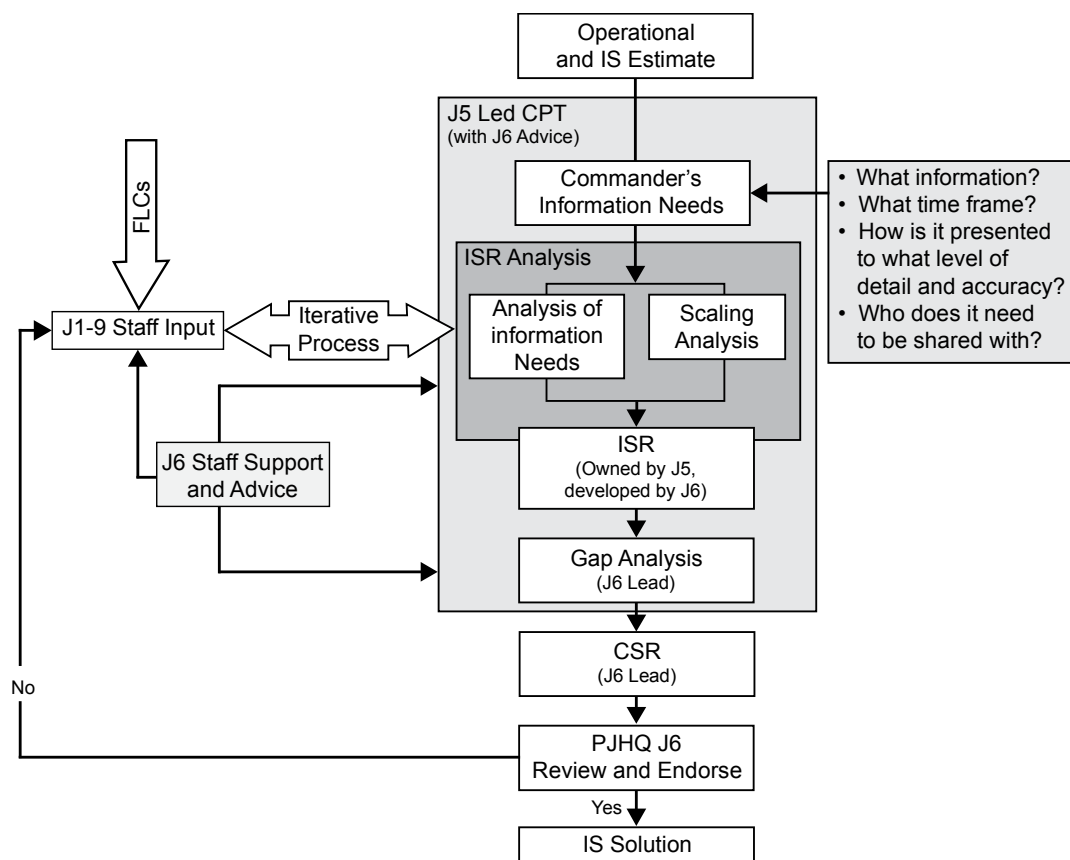 Operational
and IS Estimate
J5 Led CPT
(with J6 Advice)
Commander’s
Information Needs
• What information?
• What time frame?
• How is it presented
to what level of
detail and accuracy?
• Who does it need
to be shared with?
FLCs
ISR Analysis
Analysis of
information
Needs
Scaling
Analysis
J1-9 Staff Input
Iterative
Process
ISR
(Owned by J5,
developed by J6)
J6 Staff Support
and Advice
Gap Analysis
(J6 Lead)
CSR
(J6 Lead)
No
PJHQ J6
Review and Endorse
Yes
IS Solution